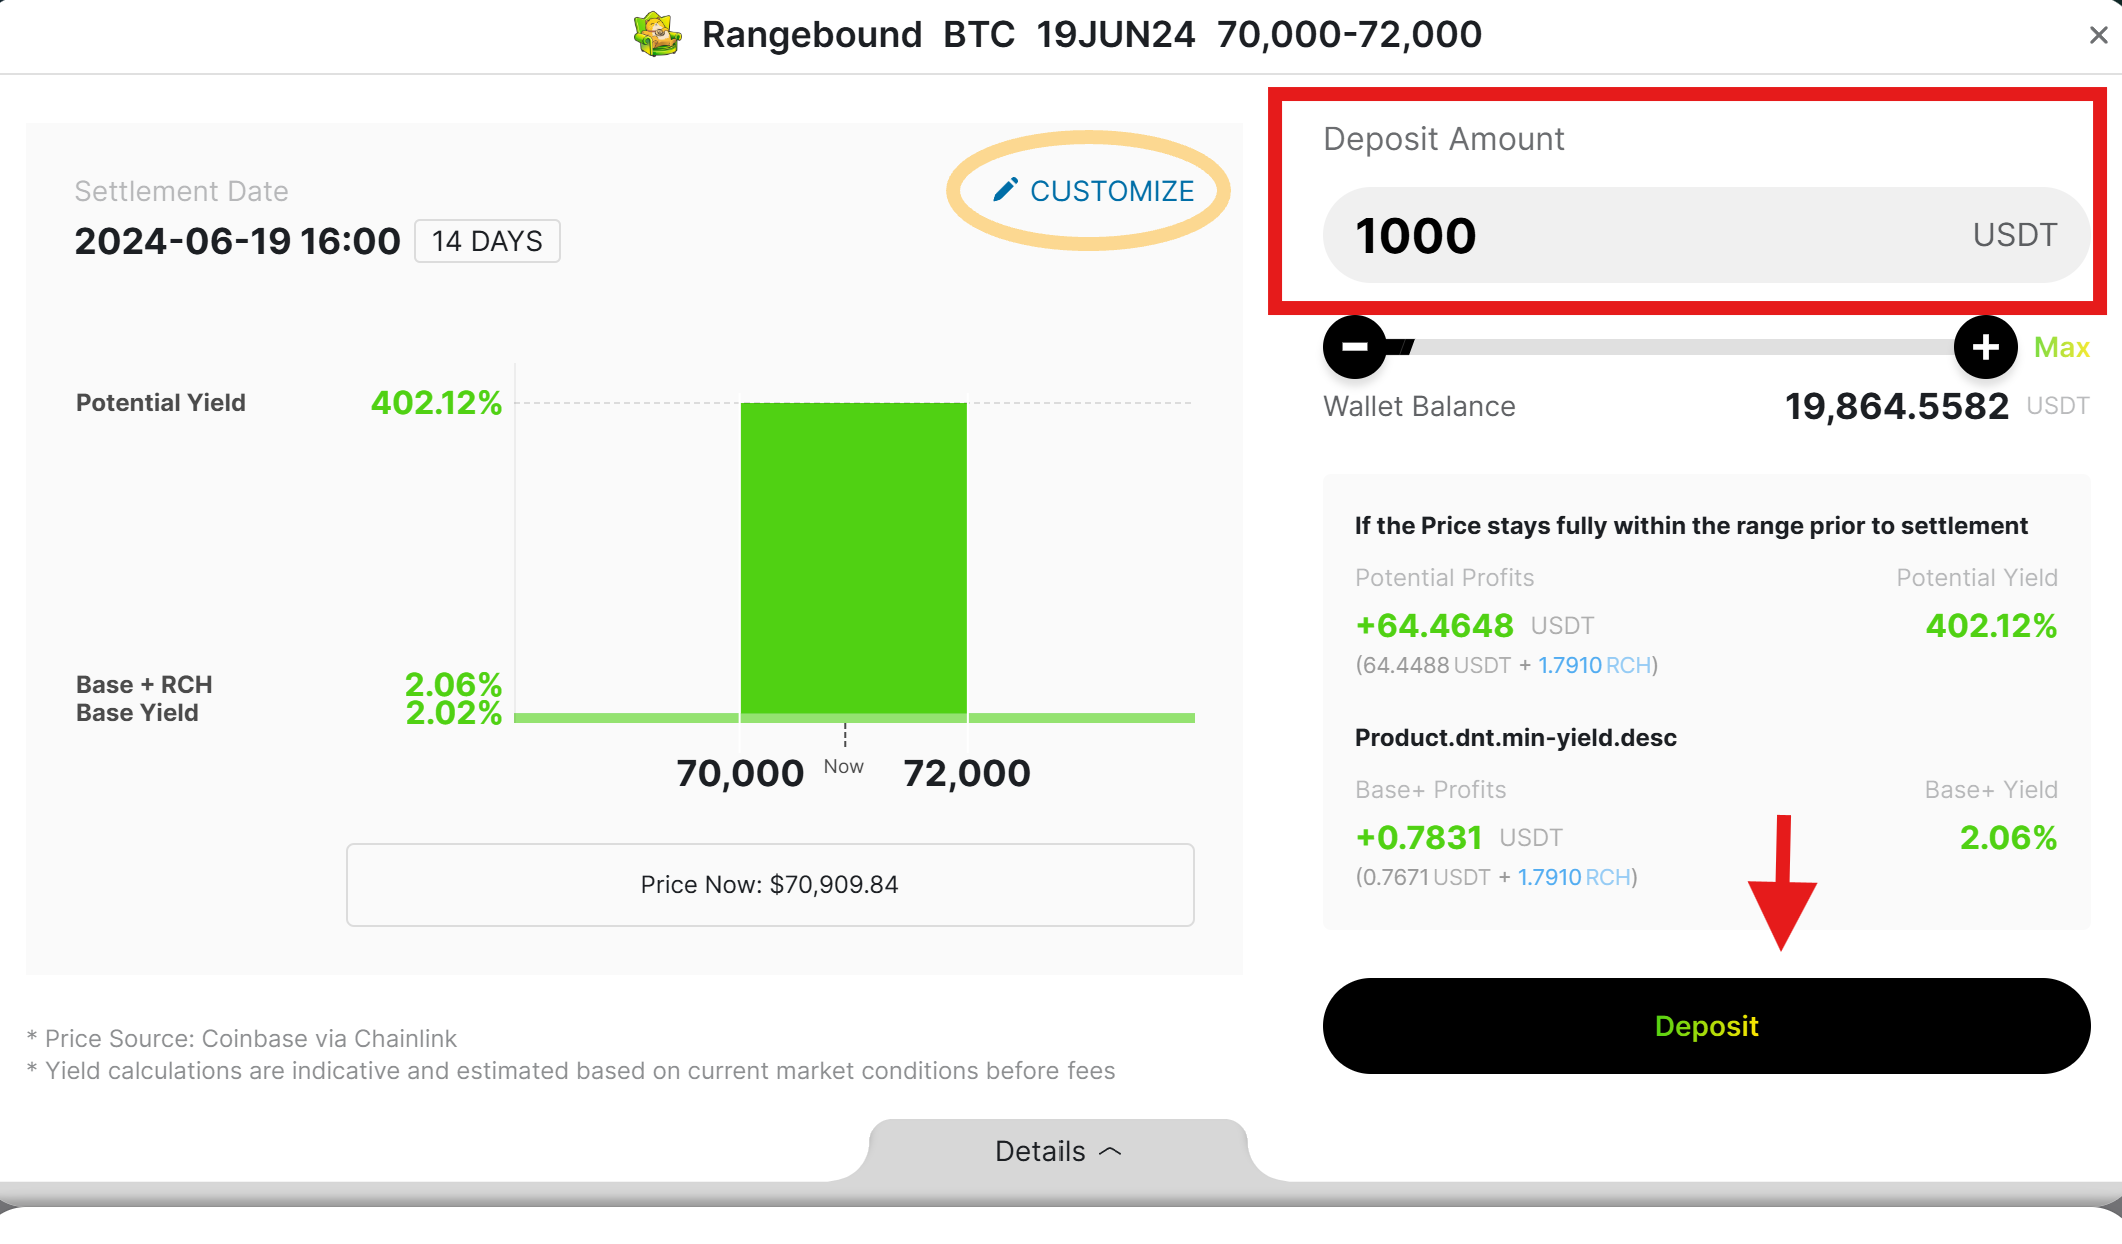 Rangebound BTC 19JUN24 70,000-72,000
Settlement Date
2024-06-19 16:00 14 DAYS
CUSTOMIZE
Potential Yield 402.12%
Base + RCH 2.06%
Base Yield 2.02%
70,000 Now 72,000
Price Now: $70,909.84
* Price Source: Coinbase via Chainlink
* Yield calculations are indicative and estimated based on current market conditions before fees
Deposit Amount
1000 USDT
Max
Wallet Balance 19,864.5582 USDT
If the Price stays fully within the range prior to settlement
Potential Profits Potential Yield
+64.4648 USDT 402.12%
(64.4488 USDT + 1.7910 RCH)
Product.dnt.min-yield.desc
Base+ Profits Base+ Yield
+0.7831 USDT 2.06%
(0.7671 USDT + 1.7910 RCH)
Deposit
Details